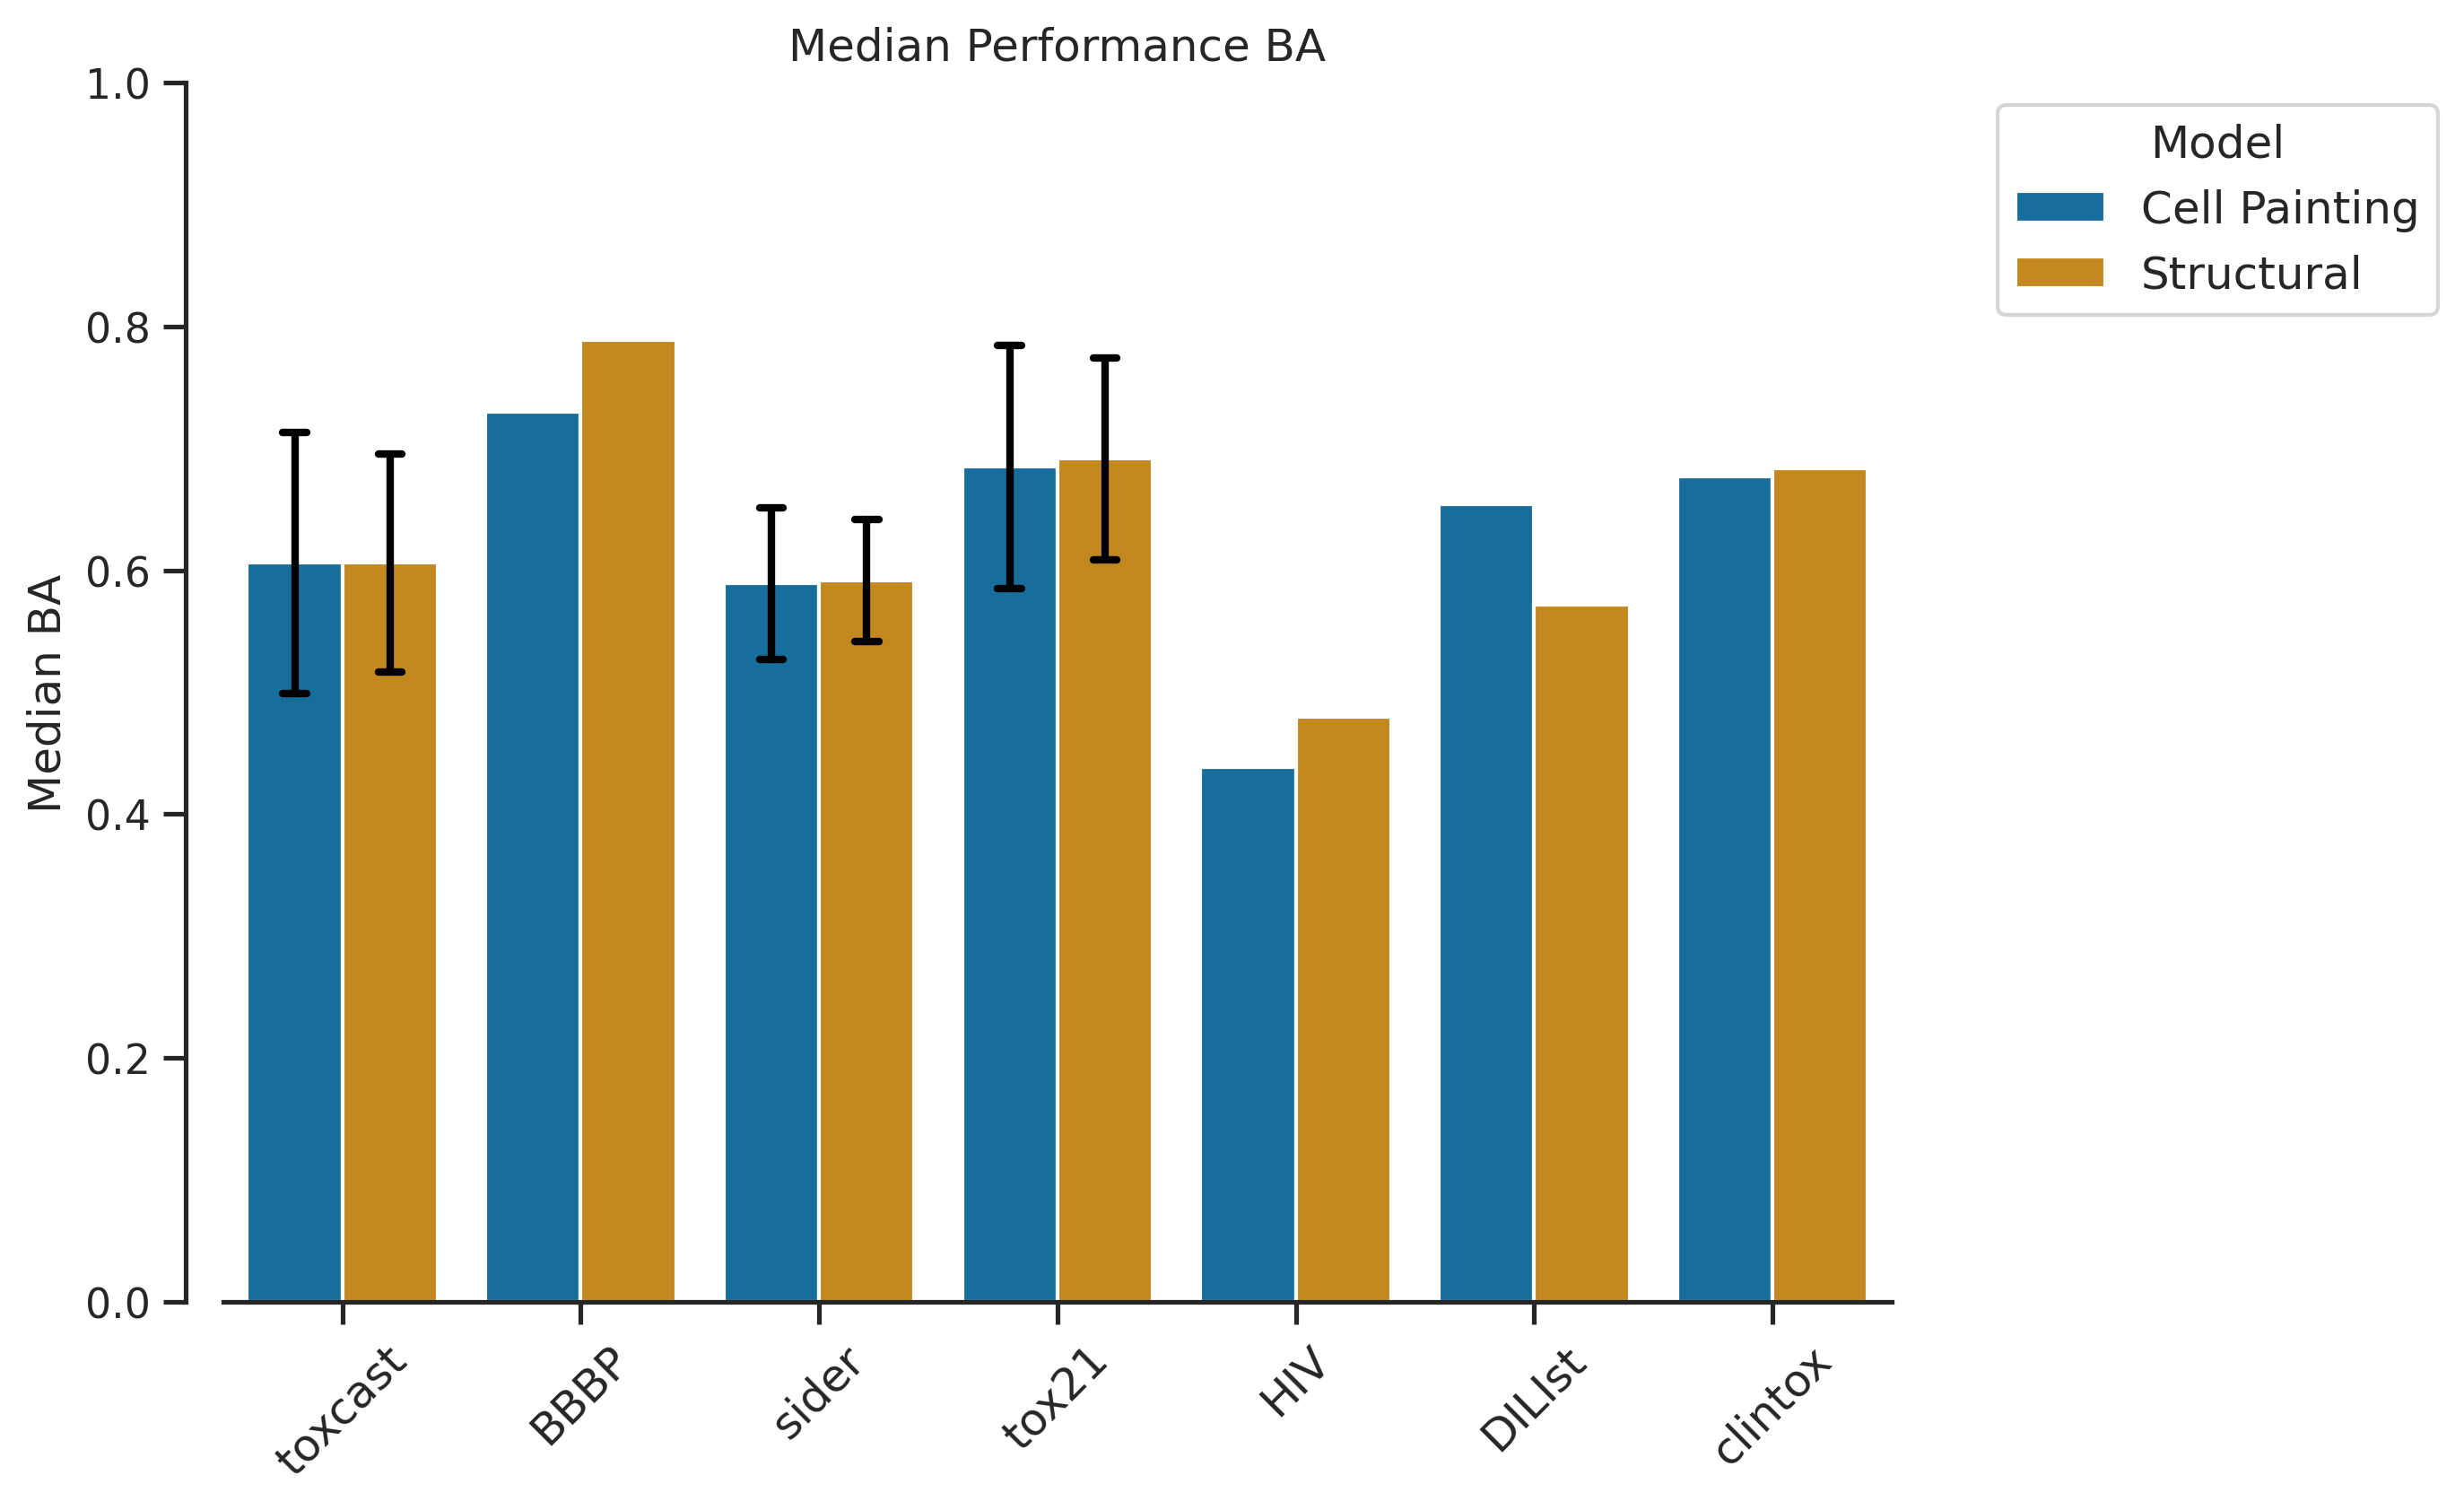 Median Performance BA
1.0
0.8
0.6
0.4
0.2
0.0
Median BA
toxcast
BBBP
sider
tox21
HIV
DILIst
clintox
Model
Cell Painting
Structural